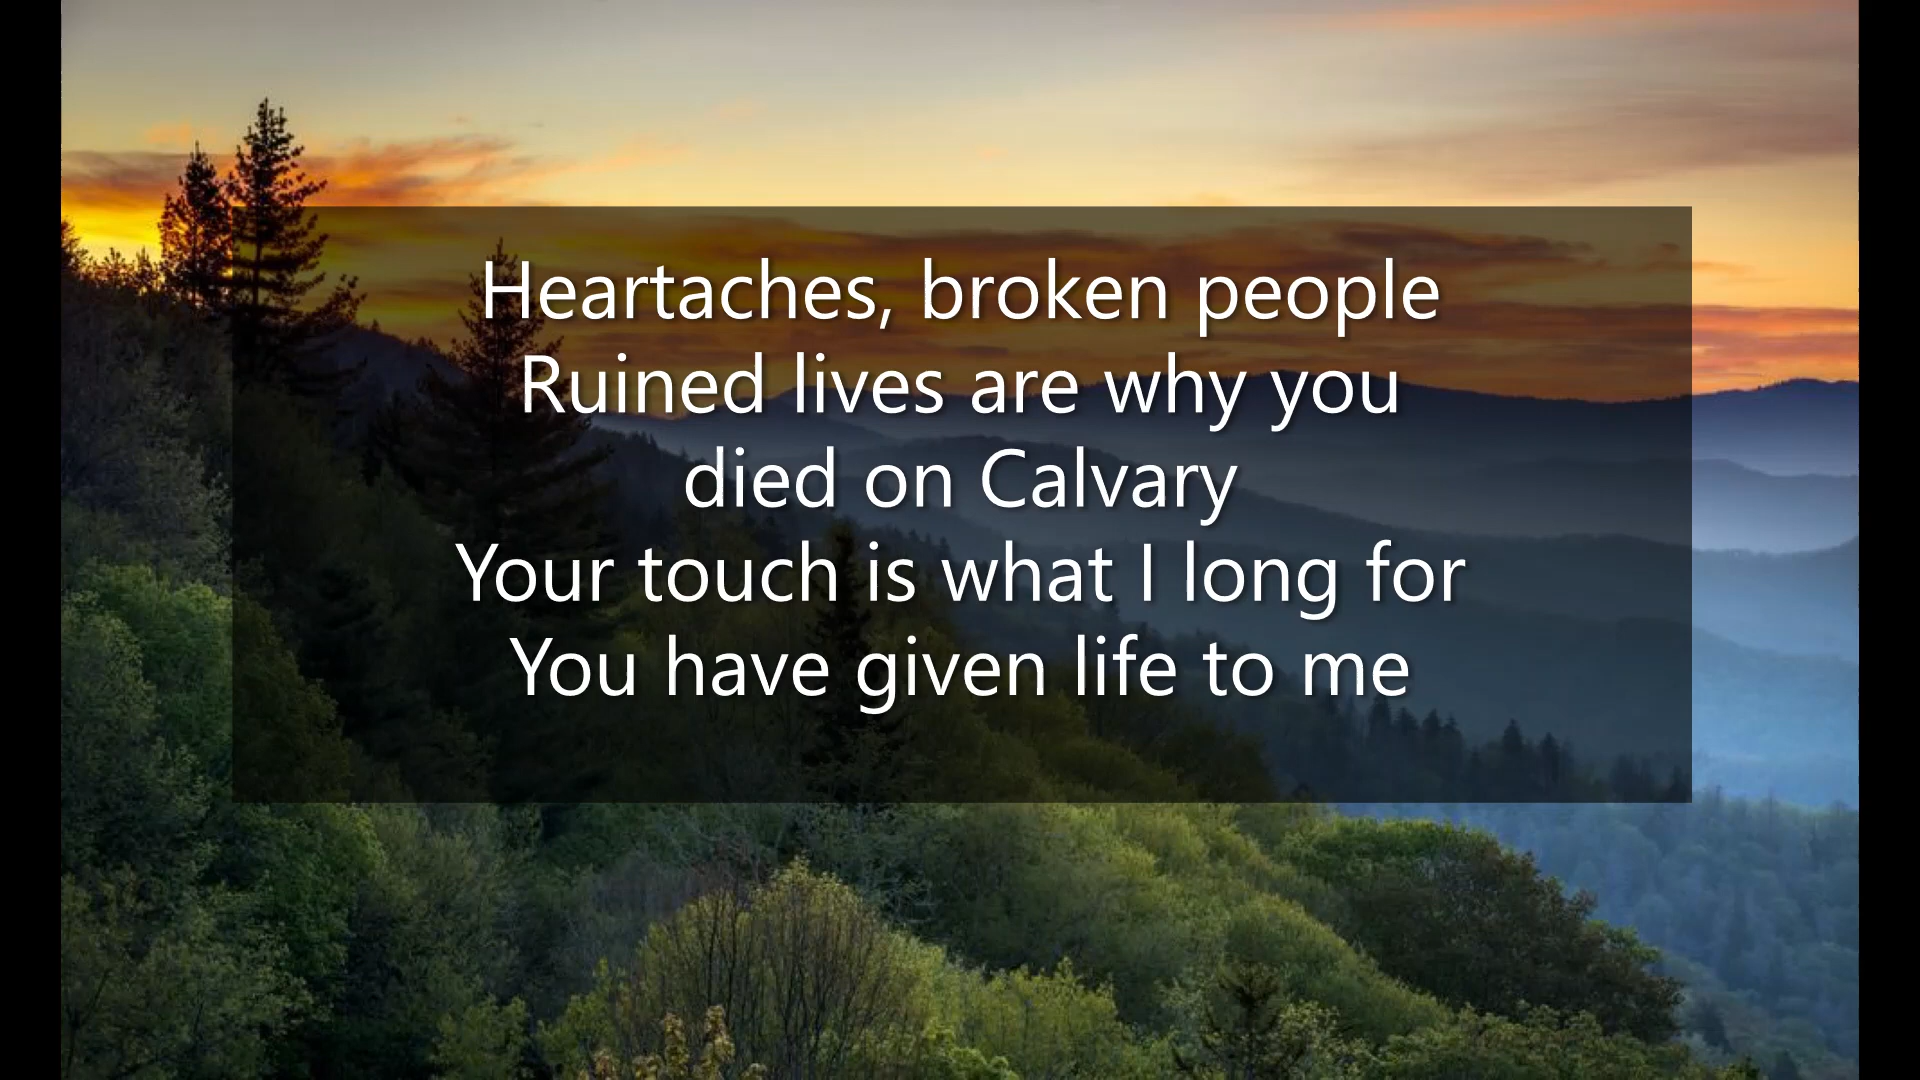 Heartaches, broken people
Ruined lives are why you
died on Calvary
Your touch is what I long for
You have given life to me